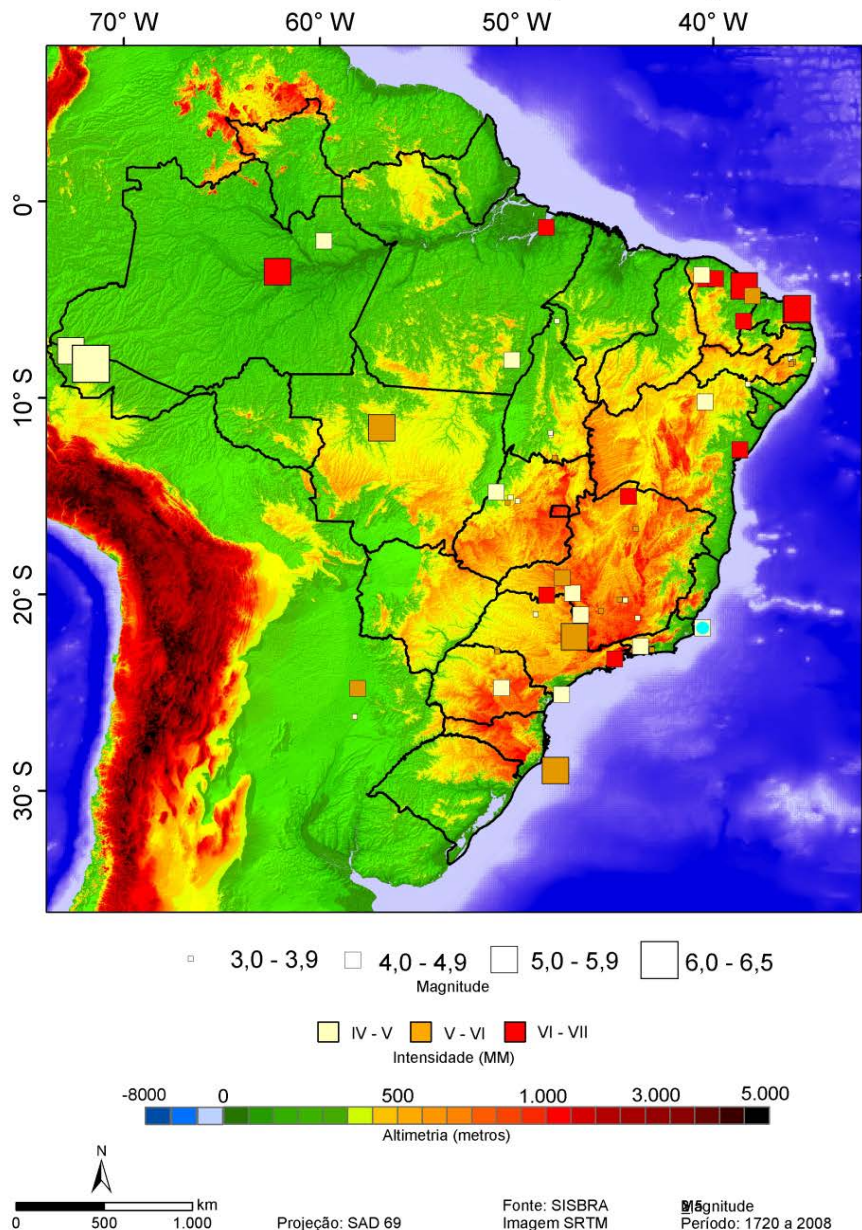 70° W 60° W 50° W 40° W
0°
10° S
20° S
30° S
3,0 - 3,9 4,0 - 4,9 5,0 - 5,9 6,0 - 6,5
Magnitude
IV - V V - VI VI - VII
Intensidade (MM)
-8000 0 500 1.000 3.000 5.000
Altimetria (metros)
N
km
0 500 1.000
Projeção: SAD 69
Fonte: SISBRA
Imagem SRTM
Magnitude
Período: 1720 a 2008